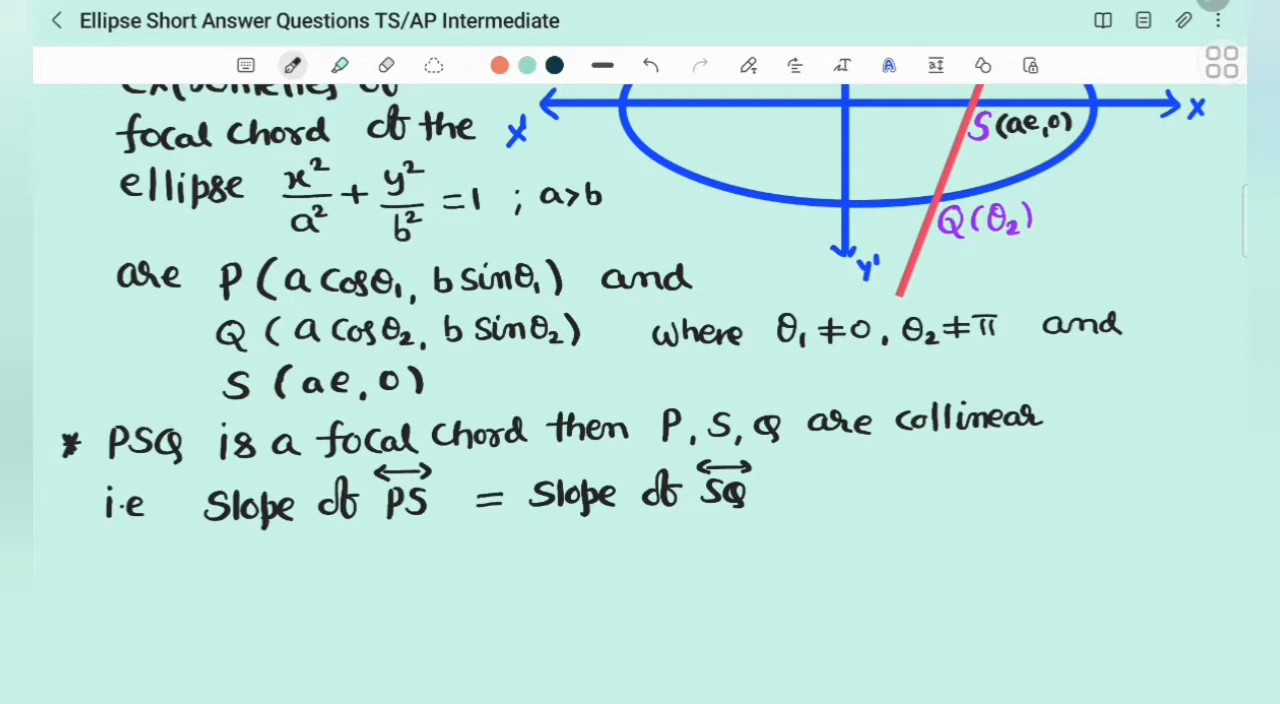 Ellipse Short Answer Questions TS/AP Intermediate
focal chord of the
ellipse x²/a² + y²/b² = 1 ; a>b
x' x
S(ae,0)
Q(θ₂)
y'
are P(a cosθ₁, b sinθ₁) and
Q(a cosθ₂, b sinθ₂) where θ₁≠0, θ₂≠π and
S(ae,0)
* PSQ is a focal chord then P, S, Q are collinear
i.e Slope of PS = Slope of SQ